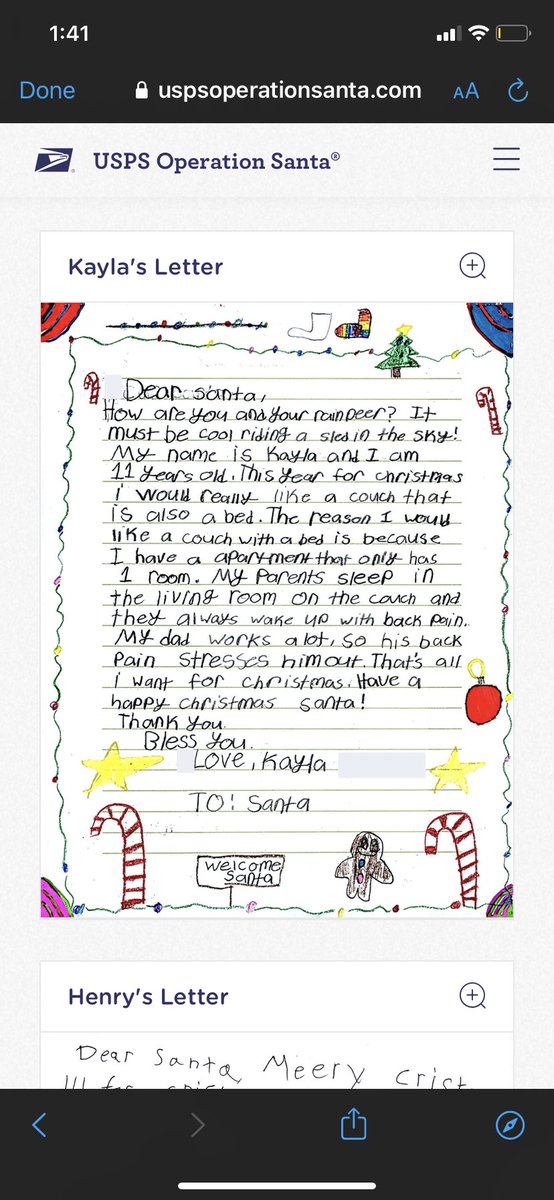 1:41
Done
uspsoperationsanta.com
AA
USPS Operation Santa®
Kayla's Letter
Dear Santa,
How are you and your rainDeer? It
must be cool riding a sled in the sky!
My name is Kayla and I am
11 years old. This year for christmas
i would really like a couch that
is also a bed. The reason I would
like a couch with a bed is because
I have a apartment that only has
1 room. My Parents sleep in
the living room on the couch and
they always wake up with back pain.
My dad works a lot, so his back
Pain stresses him out. That's all
i want for christmas. Have a
happy christmas santa!
Thank you.
Bless you.
Love, Kayla
TO: Santa
welcome
santa
Henry's Letter
Dear Santa Meery crist